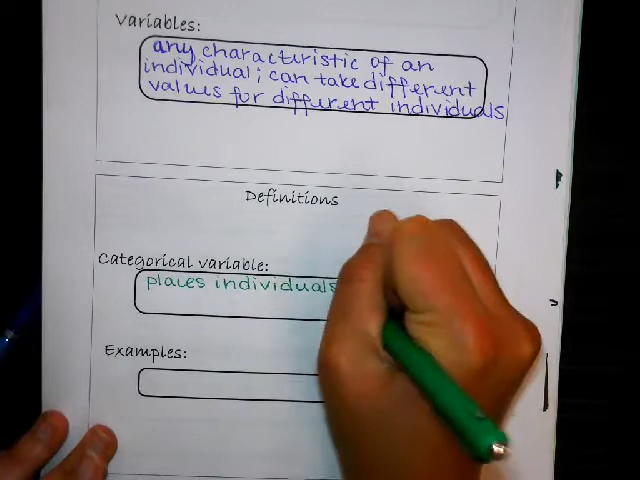 Variables:
any characteristic of an
individual; can take different
values for different individuals
Definitions
Categorical variable:
places individuals
Examples: